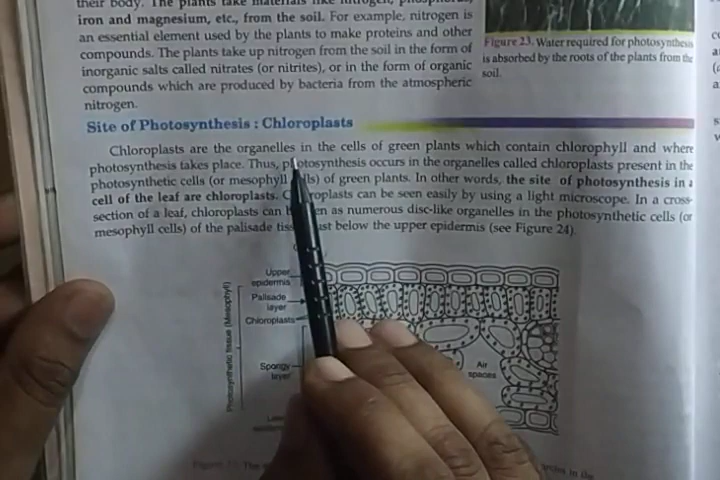 their body. The plants take materials like nitrogen, phosphorus,
iron and magnesium, etc., from the soil. For example, nitrogen is
an essential element used by the plants to make proteins and other
compounds. The plants take up nitrogen from the soil in the form of
inorganic salts called nitrates (or nitrites), or in the form of organic
compounds which are produced by bacteria from the atmospheric
nitrogen.
Figure 23. Water required for photosynthesis
is absorbed by the roots of the plants from the
soil.
Site of Photosynthesis : Chloroplasts
Chloroplasts are the organelles in the cells of green plants which contain chlorophyll and where
photosynthesis takes place. Thus, photosynthesis occurs in the organelles called chloroplasts present in the
photosynthetic cells (or mesophyll cells) of green plants. In other words, the site of photosynthesis in a
cell of the leaf are chloroplasts. Chloroplasts can be seen easily by using a light microscope. In a cross-
section of a leaf, chloroplasts can be seen as numerous disc-like organelles in the photosynthetic cells (or
mesophyll cells) of the palisade tissue just below the upper epidermis (see Figure 24).
Upper
epidermis
Palisade
layer
Chloroplasts
Photosynthetic tissue (Mesophyll)
Spongy
layer
Air
spaces